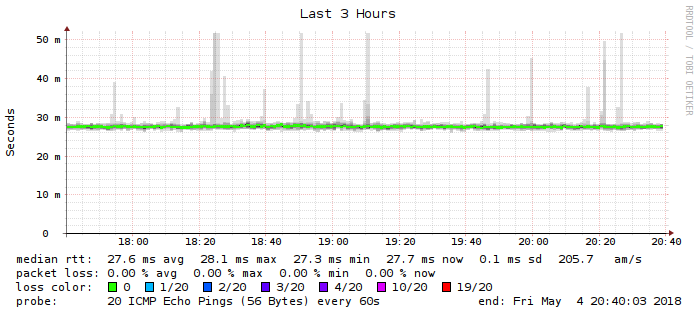 Last 3 Hours
RRDTOOL / TOBI OETIKER
Seconds
50 m
40 m
30 m
20 m
10 m
0
18:00 18:20 18:40 19:00 19:20 19:40 20:00 20:20 20:40
median rtt: 27.6 ms avg 28.1 ms max 27.3 ms min 27.7 ms now 0.1 ms sd 205.7 am/s
packet loss: 0.00 % avg 0.00 % max 0.00 % min 0.00 % now
loss color: 0 1/20 2/20 3/20 4/20 10/20 19/20
probe: 20 ICMP Echo Pings (56 Bytes) every 60s end: Fri May 4 20:40:03 2018